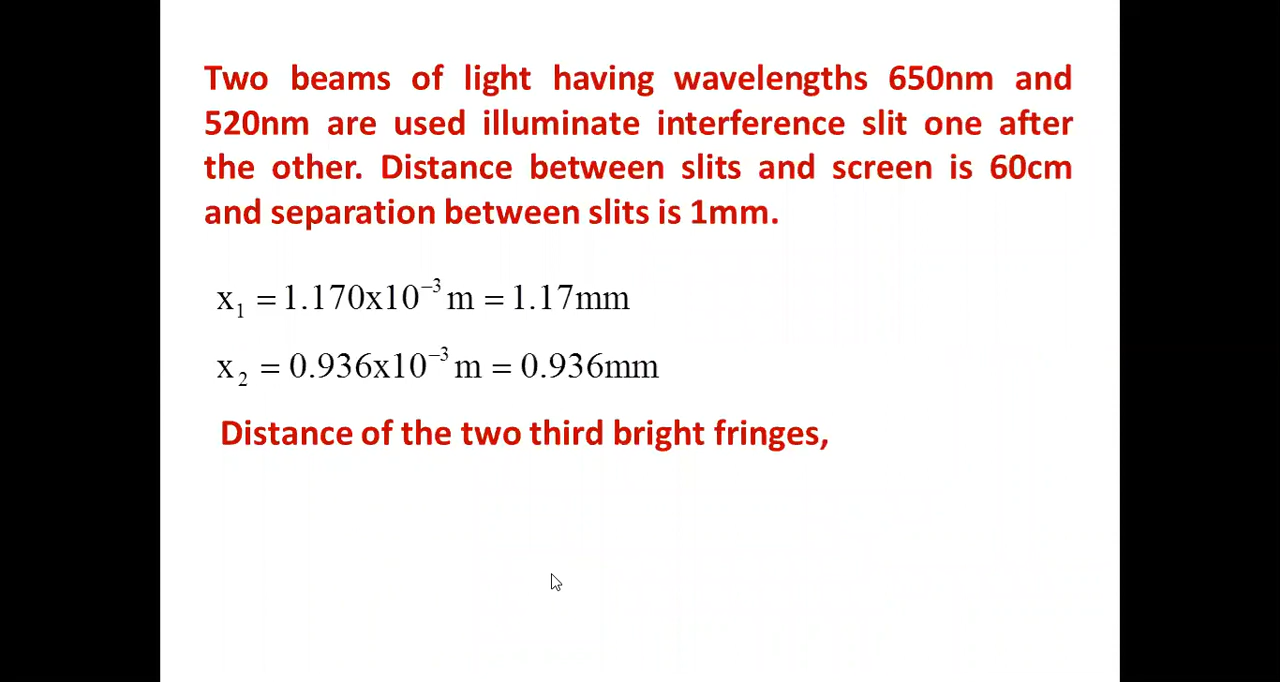 Two beams of light having wavelengths 650nm and
520nm are used illuminate interference slit one after
the other. Distance between slits and screen is 60cm
and separation between slits is 1mm.
x₁ = 1.170x10⁻³ m = 1.17mm
x₂ = 0.936x10⁻³ m = 0.936mm
Distance of the two third bright fringes,